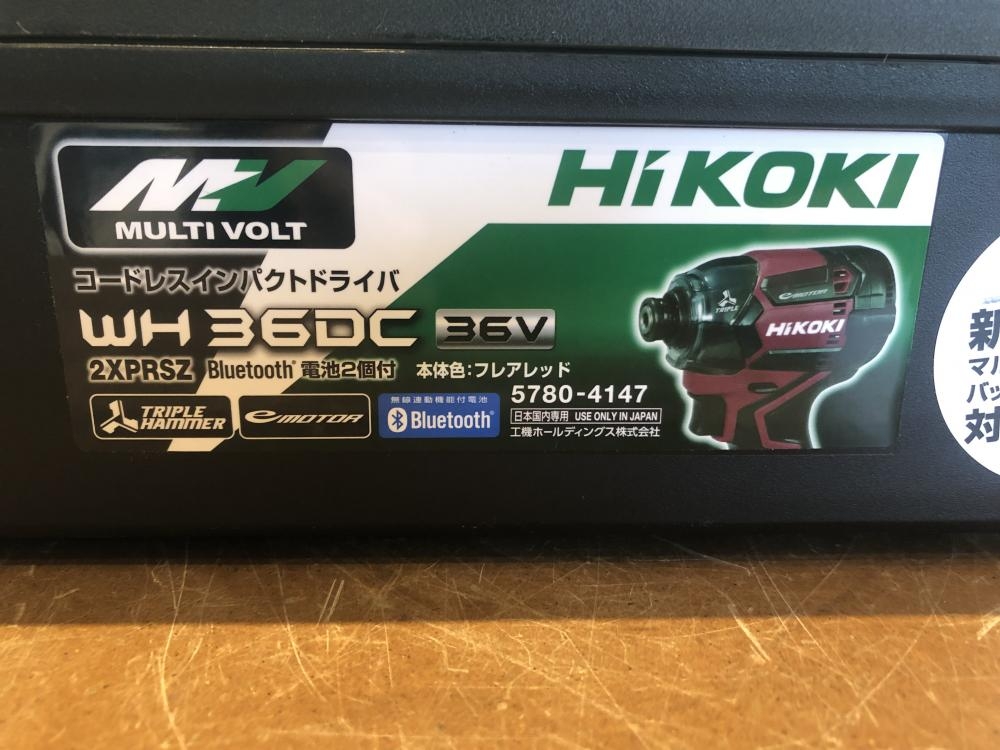 MULTI VOLT
HiKOKI
コードレスインパクトドライバ
WH 36DC 36V
2XPRSZ Bluetooth® 電池2個付 本体色:フレアレッド
TRIPLE HAMMER
e MOTOR
無線連動機能付電池
Bluetooth®
5780-4147
日本国内専用 USE ONLY IN JAPAN
工機ホールディングス株式会社
TRIPLE
e MOTOR
HiKOKI
新
マル
バッ
対